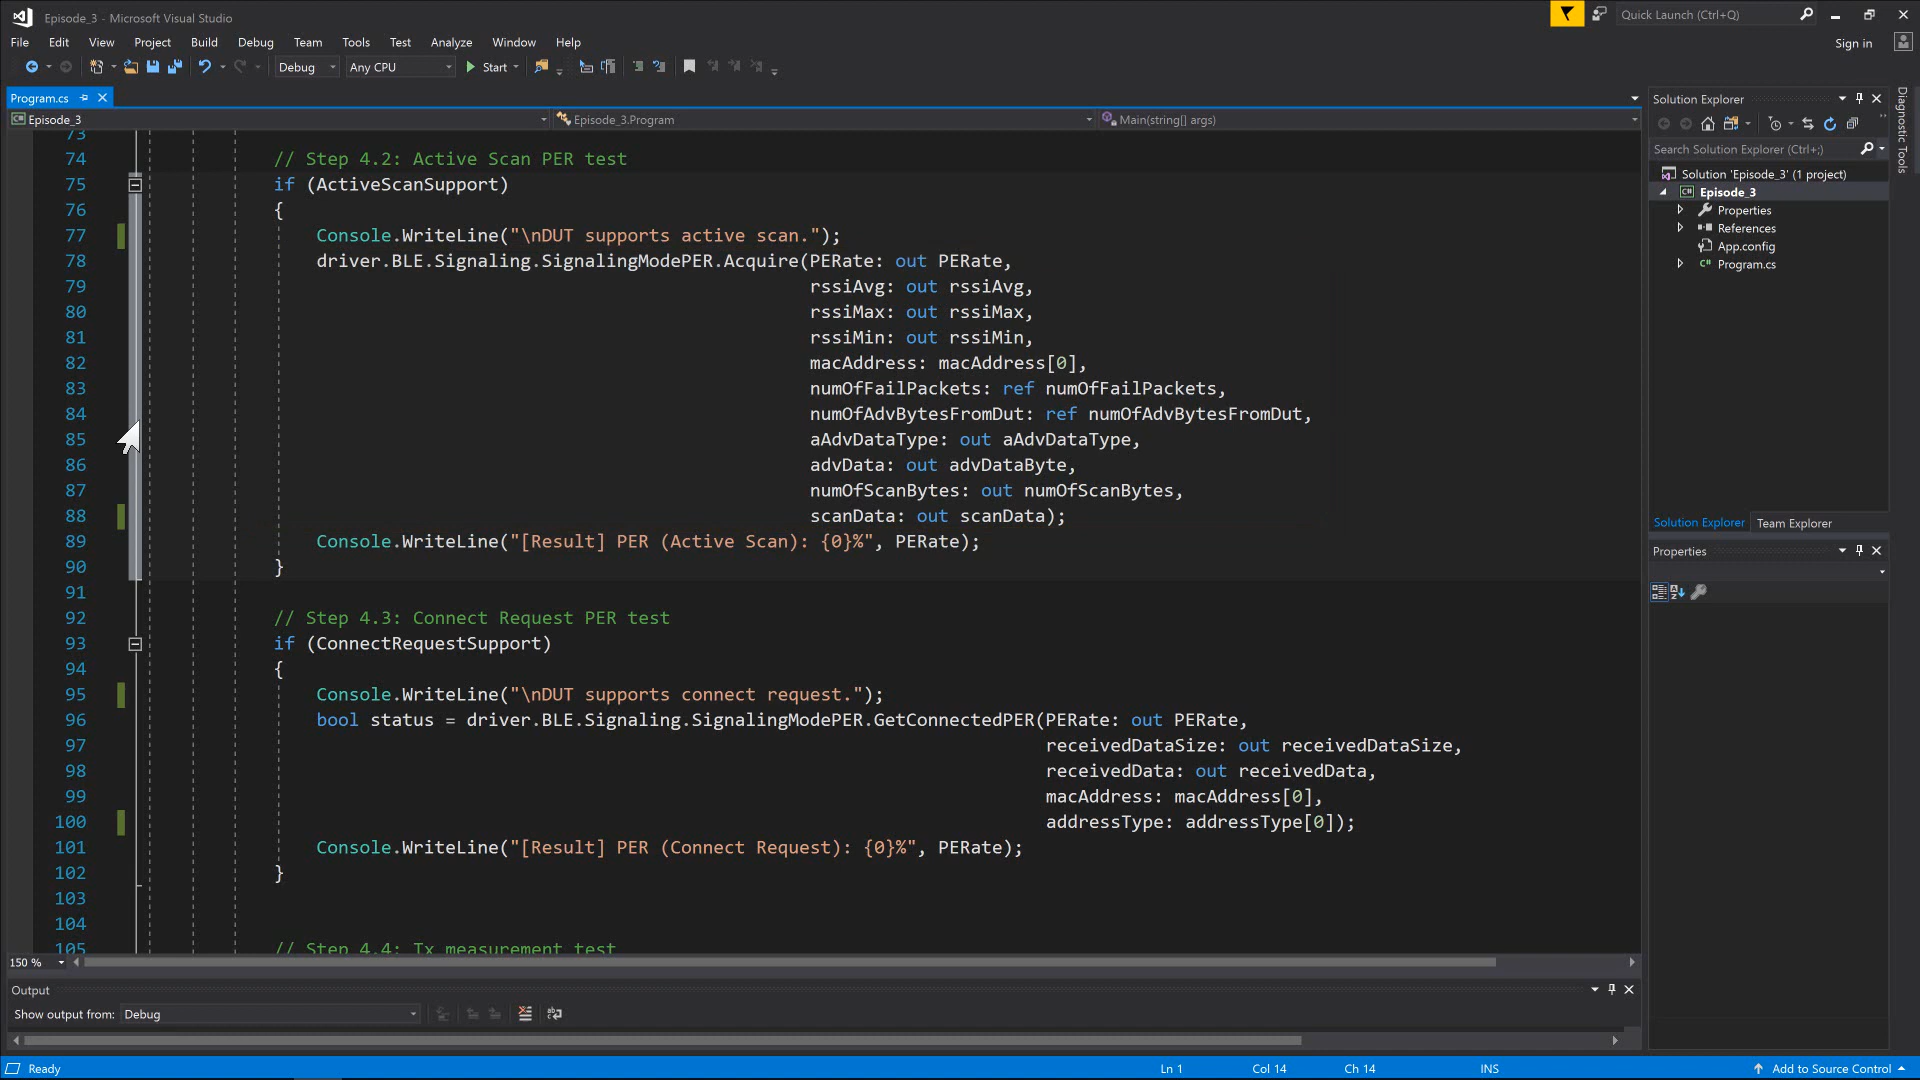 Episode_3 - Microsoft Visual Studio
Quick Launch (Ctrl+Q)
File Edit View Project Build Debug Team Tools Test Analyze Window Help
Sign in
Debug Any CPU Start
Program.cs
Episode_3 Episode_3.Program Main(string[] args)
73
74 // Step 4.2: Active Scan PER test
75 if (ActiveScanSupport)
76 {
77 Console.WriteLine("\nDUT supports active scan.");
78 driver.BLE.Signaling.SignalingModePER.Acquire(PERate: out PERate,
79 rssiAvg: out rssiAvg,
80 rssiMax: out rssiMax,
81 rssiMin: out rssiMin,
82 macAddress: macAddress[0],
83 numOfFailPackets: ref numOfFailPackets,
84 numOfAdvBytesFromDut: ref numOfAdvBytesFromDut,
85 aAdvDataType: out aAdvDataType,
86 advData: out advDataByte,
87 numOfScanBytes: out numOfScanBytes,
88 scanData: out scanData);
89 Console.WriteLine("[Result] PER (Active Scan): {0}%", PERate);
90 }
91
92 // Step 4.3: Connect Request PER test
93 if (ConnectRequestSupport)
94 {
95 Console.WriteLine("\nDUT supports connect request.");
96 bool status = driver.BLE.Signaling.SignalingModePER.GetConnectedPER(PERate: out PERate,
97 receivedDataSize: out receivedDataSize,
98 receivedData: out receivedData,
99 macAddress: macAddress[0],
100 addressType: addressType[0]);
101 Console.WriteLine("[Result] PER (Connect Request): {0}%", PERate);
102 }
103
104
105 // Step 4.4: Tx measurement test
150 %
Output
Show output from: Debug
Solution Explorer
Search Solution Explorer (Ctrl+;)
Solution 'Episode_3' (1 project)
Episode_3
Properties
References
App.config
Program.cs
Solution Explorer Team Explorer
Properties
Diagnostic Tools
Ready Ln 1 Col 14 Ch 14 INS Add to Source Control